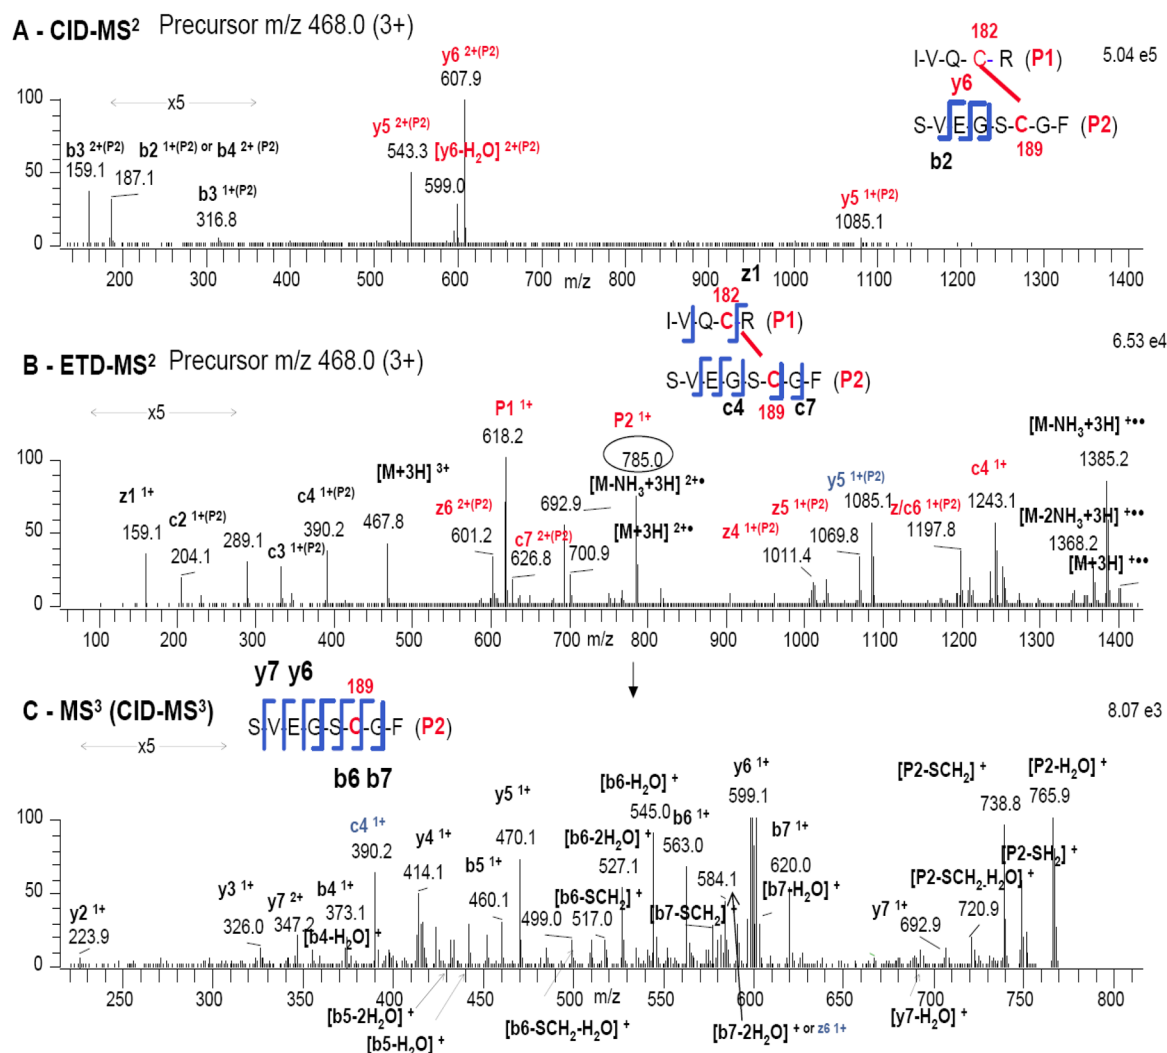 A - CID-MS² Precursor m/z 468.0 (3+)
182
I-V-Q-C-R (P1)
5.04 e5
y6
S-V-E-G-S-C-G-F (P2)
b2
189
y6 2+(P2)
607.9
100
x5
y5 2+(P2)
543.3
[y6-H₂O] 2+(P2)
599.0
b3 2+(P2)
159.1
b2 1+(P2) or b4 2+ (P2)
187.1
b3 1+(P2)
316.8
y5 1+(P2)
1085.1
50
0
200 300 400 500 600 700 m/z 800 900 1000 1100 1200 1300 1400
z1
182
I-V-Q-C-R (P1)
6.53 e4
B - ETD-MS² Precursor m/z 468.0 (3+)
S-V-E-G-S-C-G-F (P2)
c4 189 c7
x5
P1 1+
618.2
P2 1+
785.0
[M-NH₃+3H] +••
1385.2
100
z1 1+
159.1
c2 1+(P2)
204.1
289.1
c3 1+(P2)
c4 1+(P2)
390.2
[M+3H] 3+
467.8
z6 2+(P2)
601.2
c7 2+(P2)
626.8
692.9
[M-NH₃+3H] 2+•
[M+3H] 2+•
700.9
z4 1+(P2)
1011.4
z5 1+(P2)
1069.8
y5 1+(P2)
1085.1
z/c6 1+(P2)
1197.8
c4 1+
1243.1
[M-2NH₃+3H] +••
1368.2
[M+3H] +••
50
0
100 200 300 400 500 600 700 m/z 800 900 1000 1100 1200 1300 1400
y7 y6
189
C - MS³ (CID-MS³)
S-V-E-G-S-C-G-F (P2)
8.07 e3
x5
b6 b7
100
y2 1+
223.9
y3 1+
326.0
y7 2+
347.2
[b4-H₂O] +
b4 1+
373.1
c4 1+
390.2
y4 1+
414.1
b5 1+
460.1
y5 1+
470.1
499.0
[b6-SCH₂] +
517.0
[b6-2H₂O] +
527.1
[b6-H₂O] +
545.0
b6 1+
563.0
[b7-SCH₂] +
584.1
y6 1+
599.1
b7 1+
620.0
[b7-H₂O] +
y7 1+
692.9
[P2-SCH₂-H₂O] +
720.9
[P2-SCH₂] +
738.8
[P2-SH₂] +
[P2-H₂O] +
765.9
50
0
250 300 350 400 450 500 m/z 550 600 650 700 750 800
[b5-2H₂O] +
[b5-H₂O] +
[b6-SCH₂-H₂O] +
[b7-2H₂O] + or z6 1+
[y7-H₂O] +